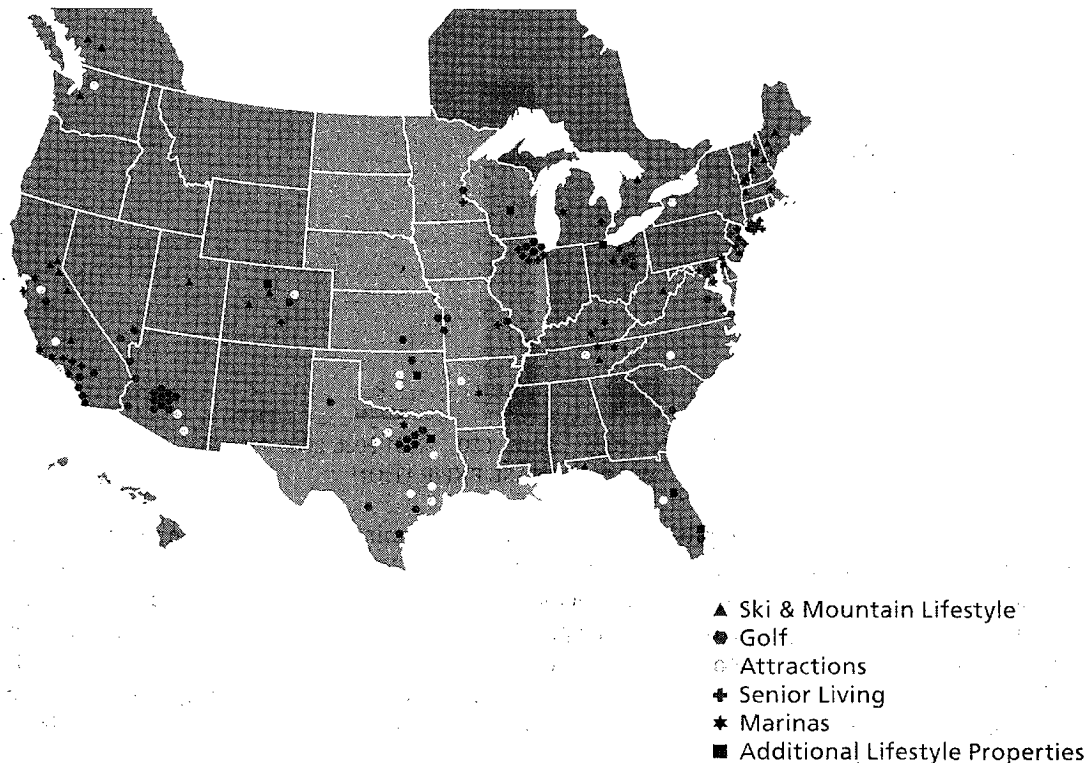 Ski & Mountain Lifestyle
Golf
Attractions
Senior Living
Marinas
Additional Lifestyle Properties